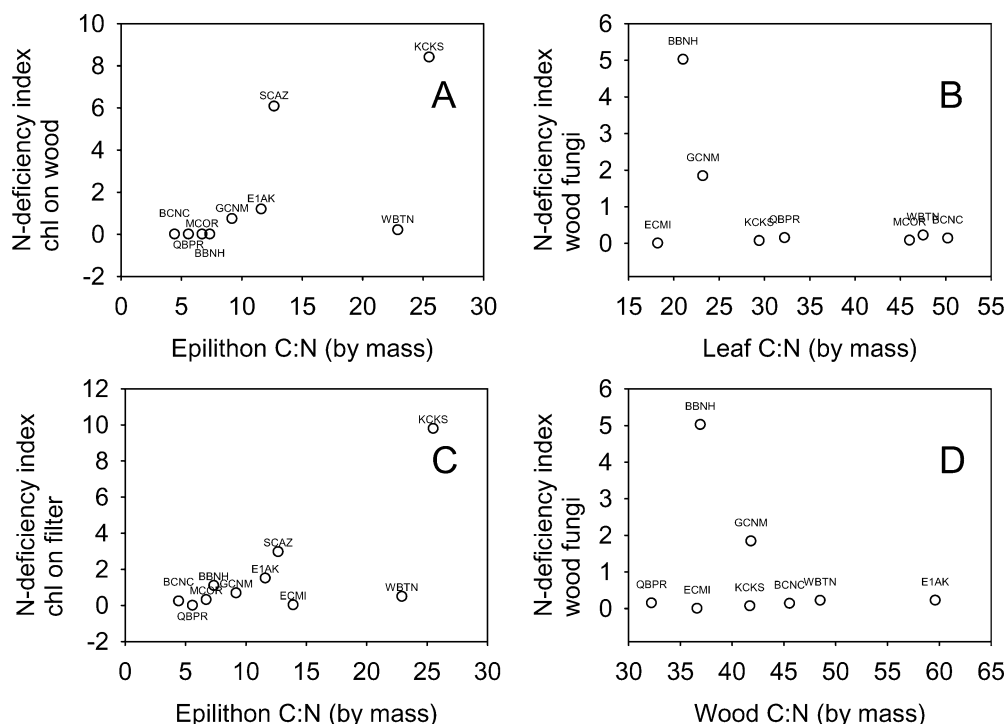 N-deficiency index
chl on wood
10
8
6
4
2
0
-2
KCKS
A
SCAZ
E1AK
GCNM
BCNC
MCOR
WBTN
QBPR
BBNH
0 5 10 15 20 25 30
Epilithon C:N (by mass)
N-deficiency index
wood fungi
6
5
4
3
2
1
0
BBNH
B
GCNM
ECMI
KCKS
QBPR
MCOR
WBTN
BCNC
15 20 25 30 35 40 45 50 55
Leaf C:N (by mass)
N-deficiency index
chl on filter
12
10
8
6
4
2
0
-2
KCKS
C
SCAZ
E1AK
BCNC
BBNH
GCNM
MCOR
ECMI
WBTN
QBPR
0 5 10 15 20 25 30
Epilithon C:N (by mass)
N-deficiency index
wood fungi
6
5
4
3
2
1
0
BBNH
D
GCNM
QBPR
ECMI
KCKS
BCNC
WBTN
E1AK
30 35 40 45 50 55 60 65
Wood C:N (by mass)